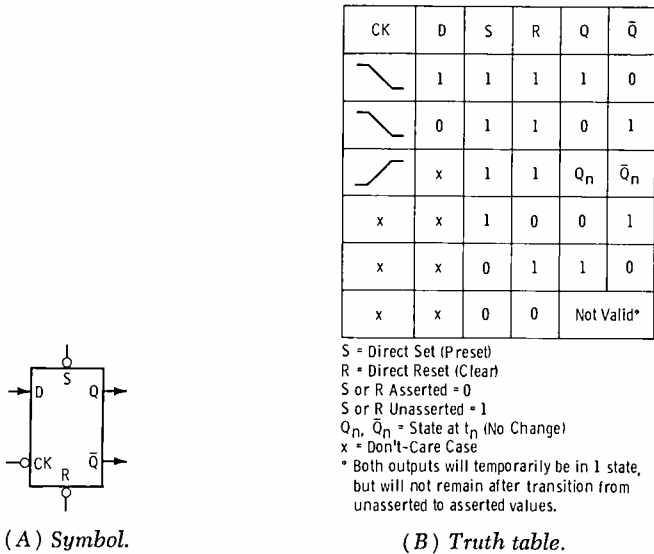 CK D S R Q Q̄
1 1 1 1 0
0 1 1 0 1
x 1 1 Qn Q̄n
x x 1 0 0 1
x x 0 1 1 0
x x 0 0 Not Valid*
S = Direct Set (Preset)
R = Direct Reset (Clear)
S or R Asserted = 0
S or R Unasserted = 1
Qn, Q̄n = State at tn (No Change)
x = Don't-Care Case
* Both outputs will temporarily be in 1 state,
but will not remain after transition from
unasserted to asserted values.
S
D Q
CK Q̄
R
(A) Symbol.
(B) Truth table.